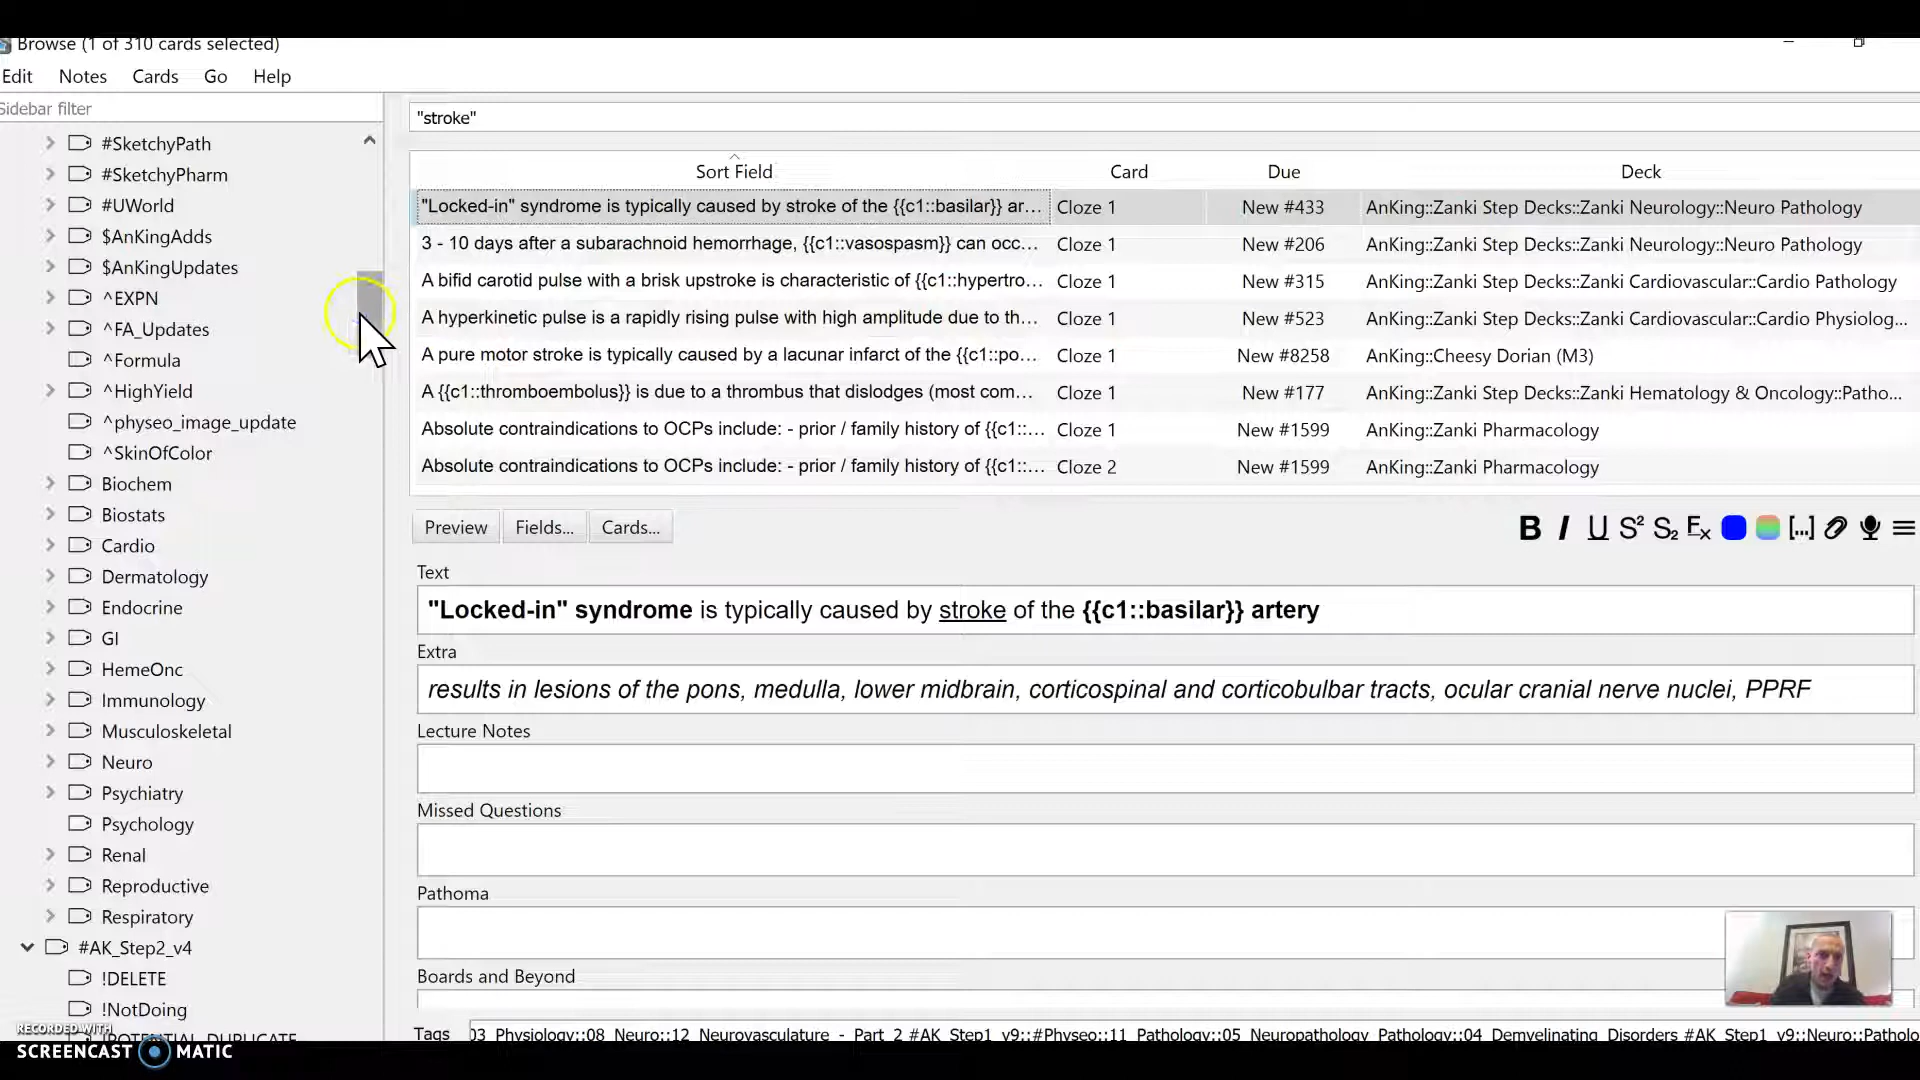 Browse (1 of 310 cards selected)
Edit Notes Cards Go Help
Sidebar filter
#SketchyPath
#SketchyPharm
#UWorld
$AnKingAdds
$AnKingUpdates
^EXPN
^FA_Updates
^Formula
^HighYield
^physeo_image_update
^SkinOfColor
Biochem
Biostats
Cardio
Dermatology
Endocrine
GI
HemeOnc
Immunology
Musculoskeletal
Neuro
Psychiatry
Psychology
Renal
Reproductive
Respiratory
#AK_Step2_v4
!DELETE
!NotDoing
"stroke"
Sort Field Card Due Deck
"Locked-in" syndrome is typically caused by stroke of the {{c1::basilar}} ar... Cloze 1 New #433 AnKing::Zanki Step Decks::Zanki Neurology::Neuro Pathology
3 - 10 days after a subarachnoid hemorrhage, {{c1::vasospasm}} can occ... Cloze 1 New #206 AnKing::Zanki Step Decks::Zanki Neurology::Neuro Pathology
A bifid carotid pulse with a brisk upstroke is characteristic of {{c1::hypertro... Cloze 1 New #315 AnKing::Zanki Step Decks::Zanki Cardiovascular::Cardio Pathology
A hyperkinetic pulse is a rapidly rising pulse with high amplitude due to th... Cloze 1 New #523 AnKing::Zanki Step Decks::Zanki Cardiovascular::Cardio Physiolog...
A pure motor stroke is typically caused by a lacunar infarct of the {{c1::po... Cloze 1 New #8258 AnKing::Cheesy Dorian (M3)
A {{c1::thromboembolus}} is due to a thrombus that dislodges (most com... Cloze 1 New #177 AnKing::Zanki Step Decks::Zanki Hematology & Oncology::Patho...
Absolute contraindications to OCPs include: - prior / family history of {{c1::... Cloze 1 New #1599 AnKing::Zanki Pharmacology
Absolute contraindications to OCPs include: - prior / family history of {{c1::... Cloze 2 New #1599 AnKing::Zanki Pharmacology
Preview Fields... Cards...
Text
"Locked-in" syndrome is typically caused by stroke of the {{c1::basilar}} artery
Extra
results in lesions of the pons, medulla, lower midbrain, corticospinal and corticobulbar tracts, ocular cranial nerve nuclei, PPRF
Lecture Notes
Missed Questions
Pathoma
Boards and Beyond
Tags 03_Physiology::08_Neuro::12_Neurovasculature_-_Part_2 #AK_Step1_v9::#Physeo::11_Pathology::05_Neuropathology_Pathology::04_Demyelinating_Disorders #AK_Step1_v9::Neuro::Patholo
RECORDED WITH
SCREENCAST MATIC